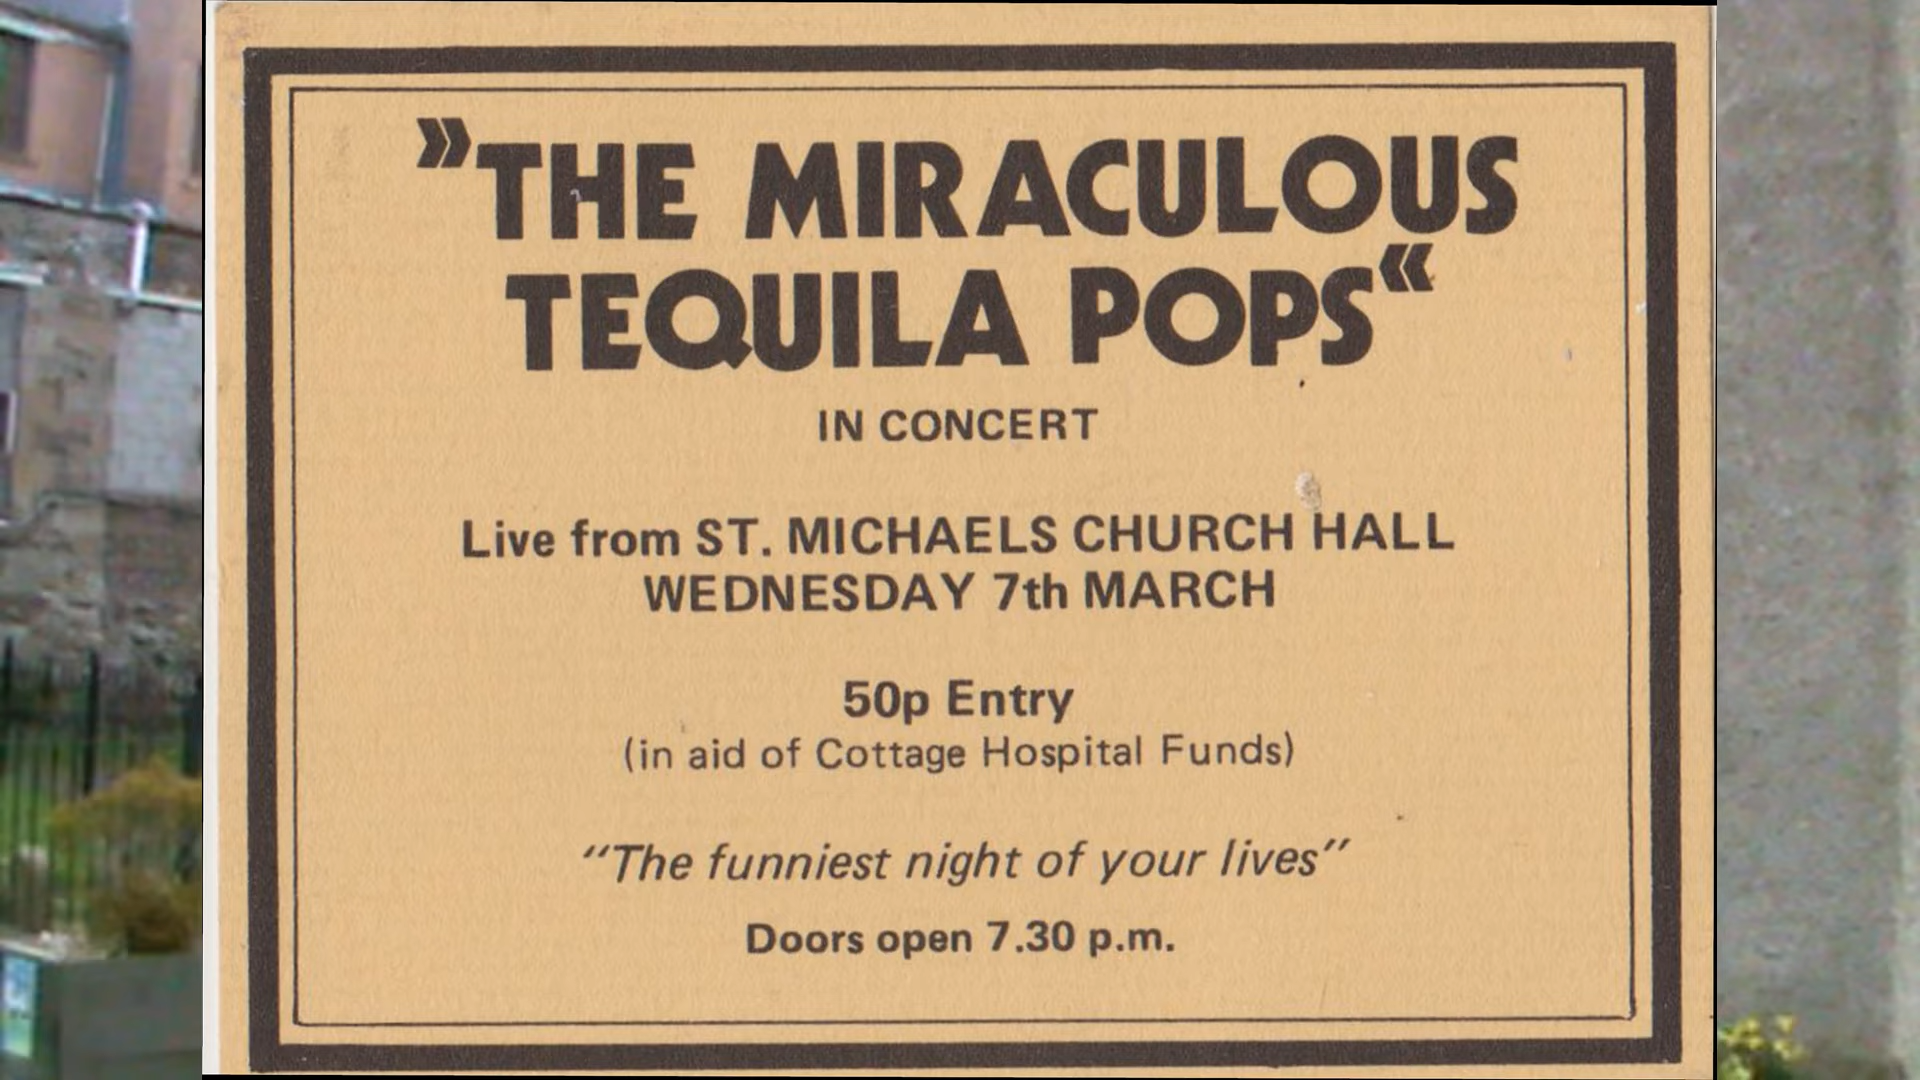 »THE MIRACULOUS
TEQUILA POPS«
IN CONCERT
Live from ST. MICHAELS CHURCH HALL
WEDNESDAY 7th MARCH
50p Entry
(in aid of Cottage Hospital Funds)
"The funniest night of your lives"
Doors open 7.30 p.m.